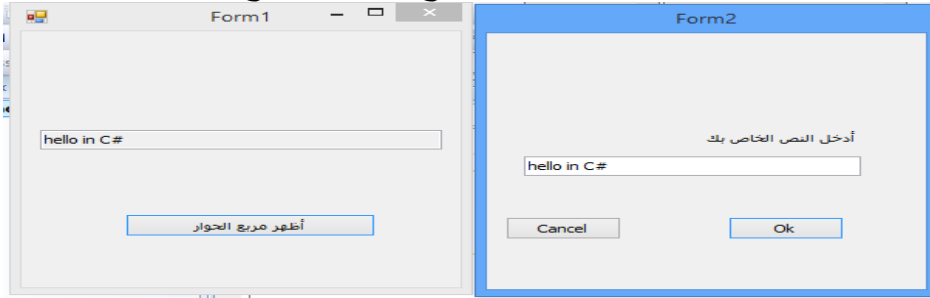 Form1
hello in C#
أظهر مربع الحوار
Form2
أدخل النص الخاص بك
hello in C#
Cancel
Ok